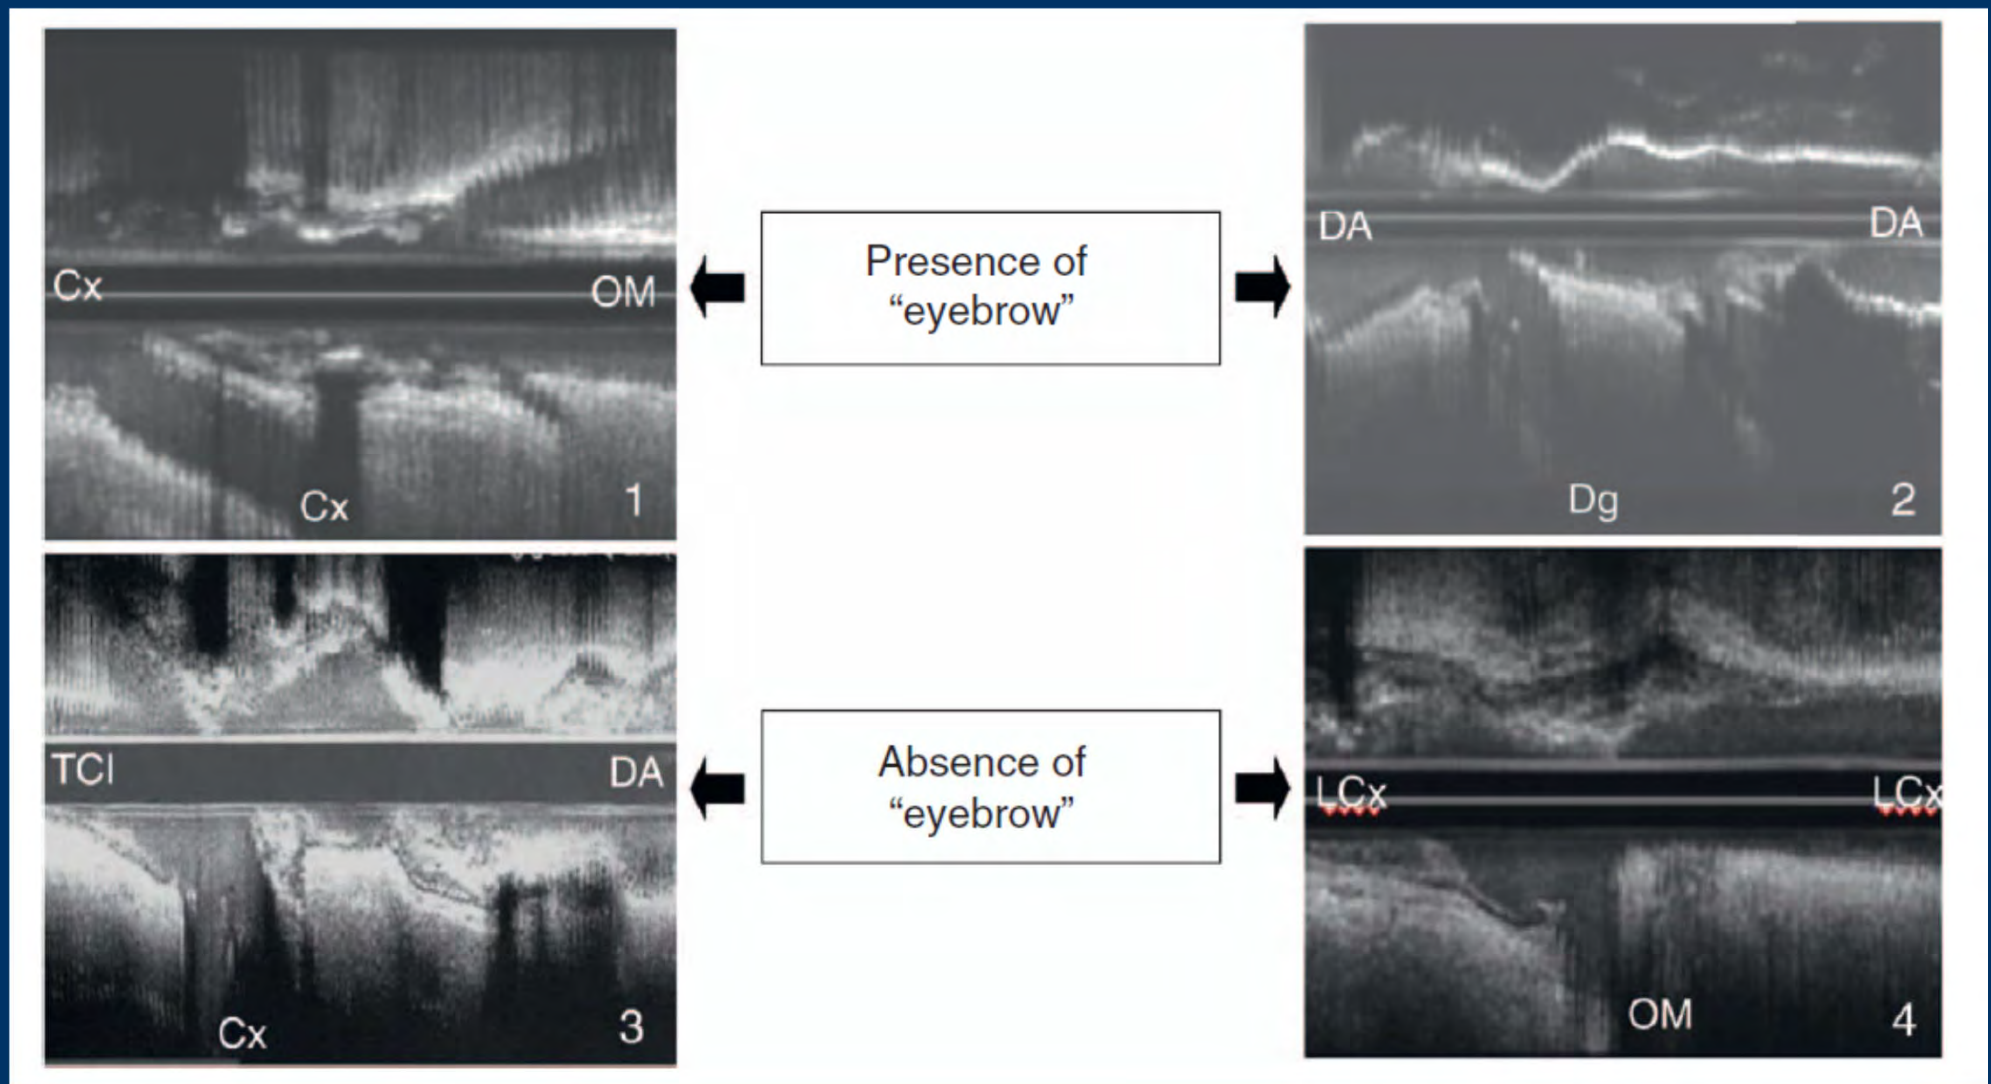 Cx
OM
Cx
1
Presence of
“eyebrow”
DA
DA
Dg
2
TCI
DA
Cx
3
Absence of
“eyebrow”
LCx
LCx
OM
4